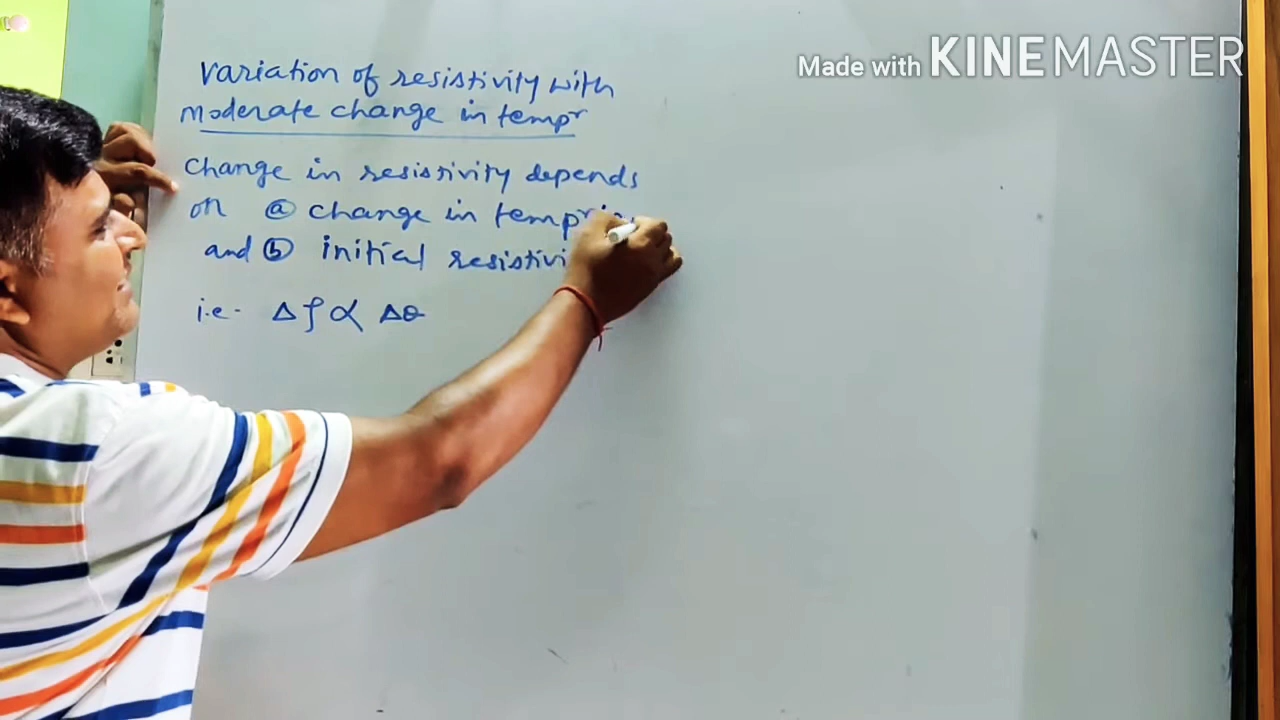 Made with KINEMASTER
Variation of resistivity with
moderate change in tempr
change in resistivity depends
on (a) change in tempr
and (b) initial
i.e. Δρ ∝ Δθ